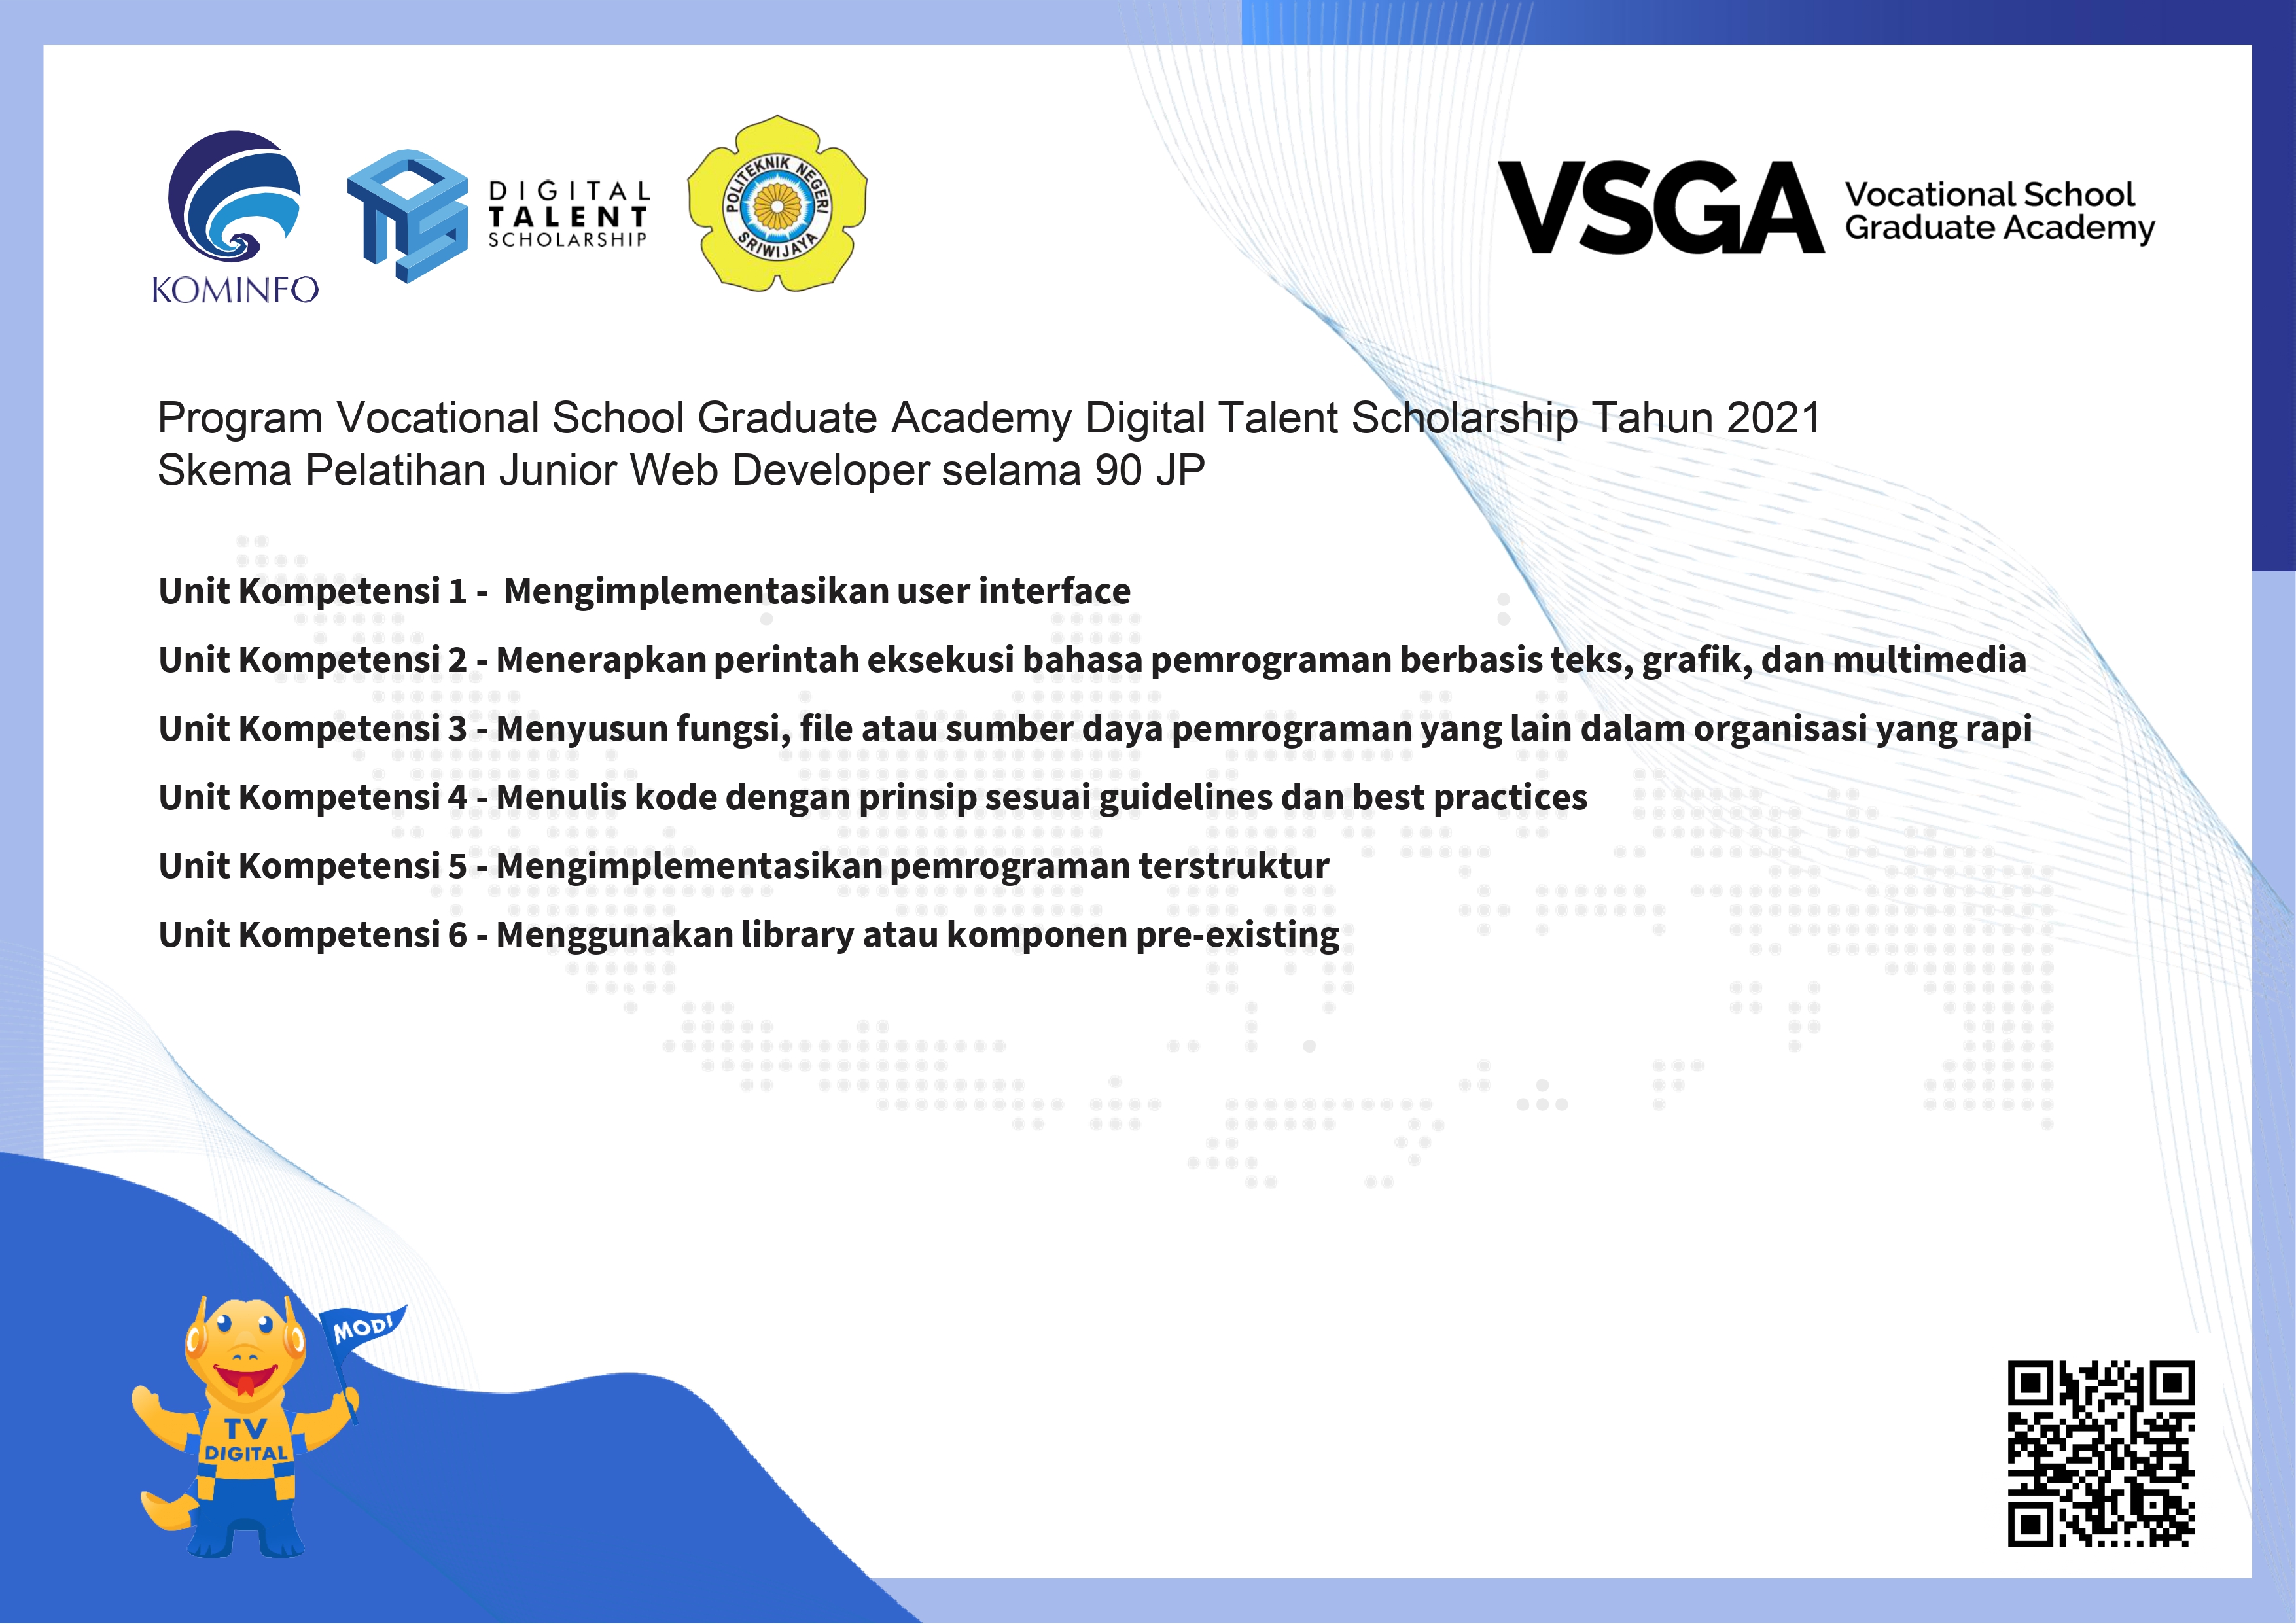 KOMINFO
DIGITAL
TALENT
SCHOLARSHIP
POLITEKNIK NEGERI
SRIWIJAYA
VSGA
Vocational School
Graduate Academy
Program Vocational School Graduate Academy Digital Talent Scholarship Tahun 2021
Skema Pelatihan Junior Web Developer selama 90 JP
Unit Kompetensi 1 - Mengimplementasikan user interface
Unit Kompetensi 2 - Menerapkan perintah eksekusi bahasa pemrograman berbasis teks, grafik, dan multimedia
Unit Kompetensi 3 - Menyusun fungsi, file atau sumber daya pemrograman yang lain dalam organisasi yang rapi
Unit Kompetensi 4 - Menulis kode dengan prinsip sesuai guidelines dan best practices
Unit Kompetensi 5 - Mengimplementasikan pemrograman terstruktur
Unit Kompetensi 6 - Menggunakan library atau komponen pre-existing
MODI
TV
DIGITAL